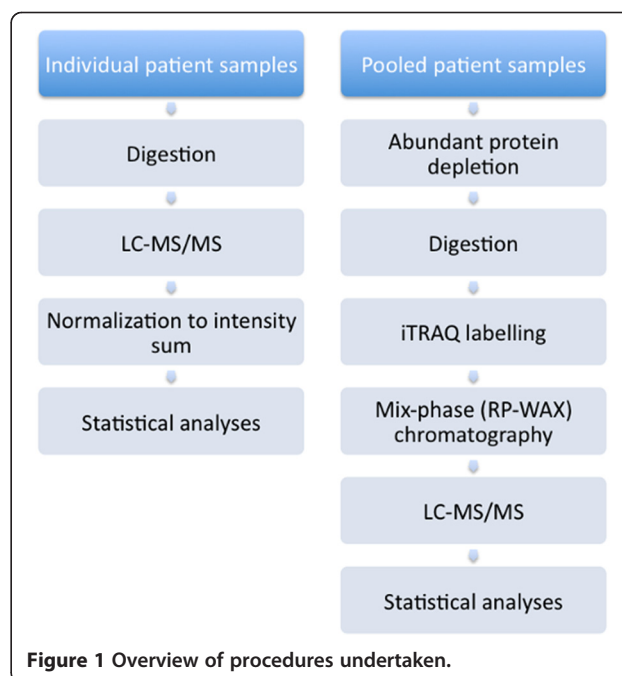 Individual patient samples
Digestion
LC-MS/MS
Normalization to intensity
sum
Statistical analyses
Pooled patient samples
Abundant protein
depletion
Digestion
iTRAQ labelling
Mix-phase (RP-WAX)
chromatography
LC-MS/MS
Statistical analyses
Figure 1 Overview of procedures undertaken.